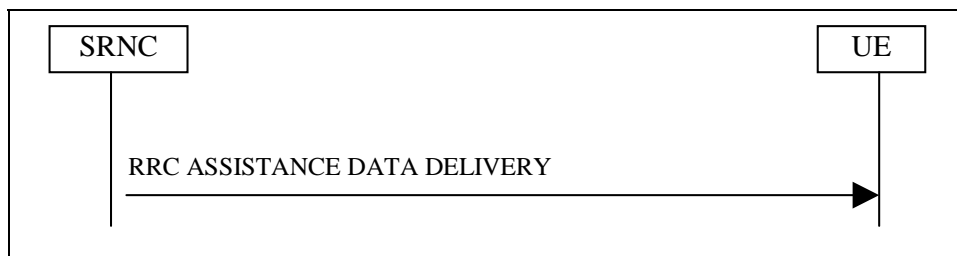 SRNC
UE
RRC ASSISTANCE DATA DELIVERY